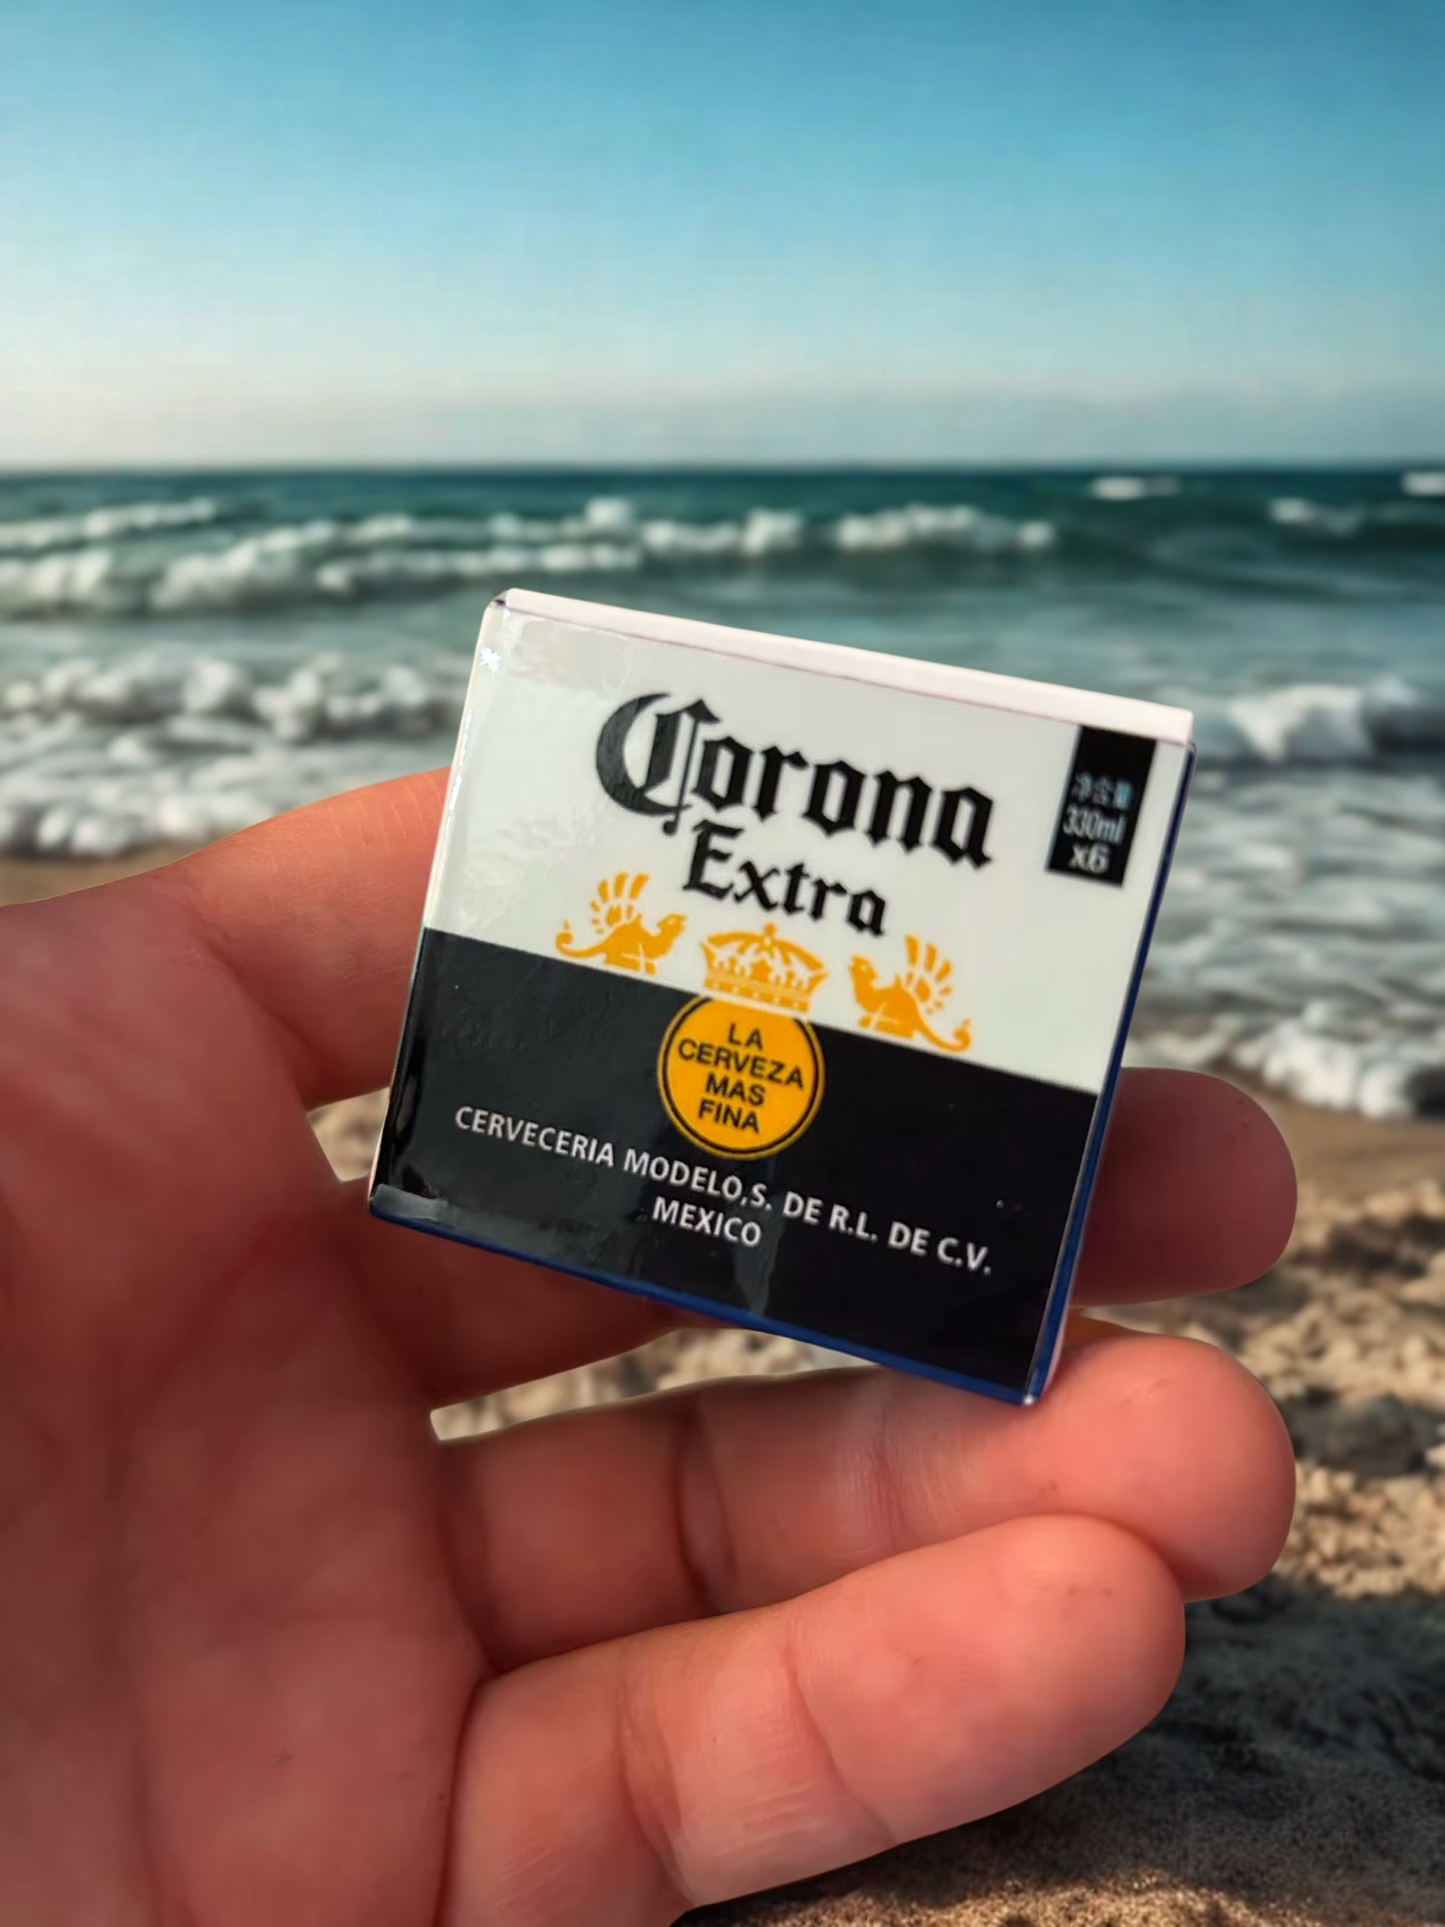 Corona
Extra
净含量
330ml
x6
LA
CERVEZA
MAS
FINA
CERVECERIA MODELO,S. DE R.L. DE C.V.
MEXICO